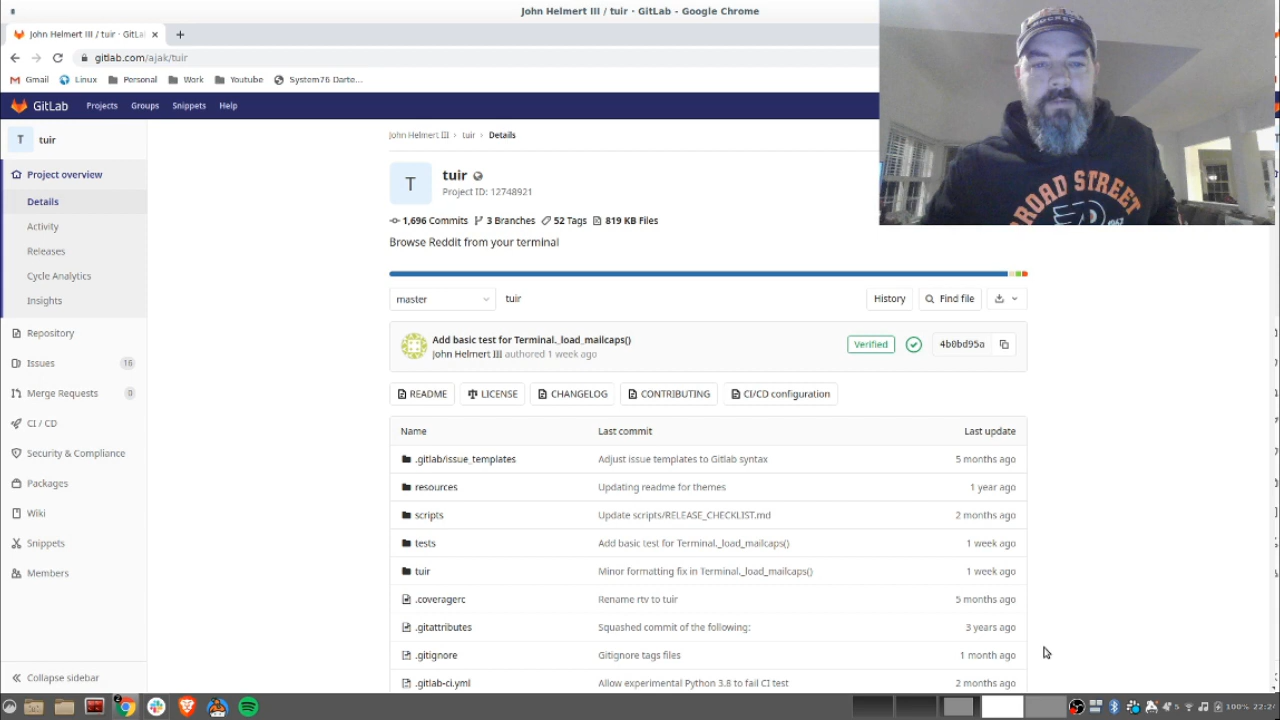 John Helmert III / tuir · GitLab - Google Chrome
John Helmert III / tuir · GitLa
gitlab.com/ajak/tuir
Gmail Linux Personal Work Youtube System76 Darte...
GitLab Projects Groups Snippets Help
T tuir
Project overview
Details
Activity
Releases
Cycle Analytics
Insights
Repository
Issues 16
Merge Requests 0
CI / CD
Security & Compliance
Packages
Wiki
Snippets
Members
Collapse sidebar
John Helmert III > tuir > Details
T
tuir
Project ID: 12748921
1,696 Commits 3 Branches 52 Tags 819 KB Files
Browse Reddit from your terminal
master tuir History Find file
Add basic test for Terminal._load_mailcaps()
John Helmert III authored 1 week ago
Verified 4b0bd95a
README LICENSE CHANGELOG CONTRIBUTING CI/CD configuration
Name Last commit Last update
.gitlab/issue_templates Adjust issue templates to Gitlab syntax 5 months ago
resources Updating readme for themes 1 year ago
scripts Update scripts/RELEASE_CHECKLIST.md 2 months ago
tests Add basic test for Terminal._load_mailcaps() 1 week ago
tuir Minor formatting fix in Terminal._load_mailcaps() 1 week ago
.coveragerc Rename rtv to tuir 5 months ago
.gitattributes Squashed commit of the following: 3 years ago
.gitignore Gitignore tags files 1 month ago
.gitlab-ci.yml Allow experimental Python 3.8 to fail CI test 2 months ago
STREET
2
5 100%